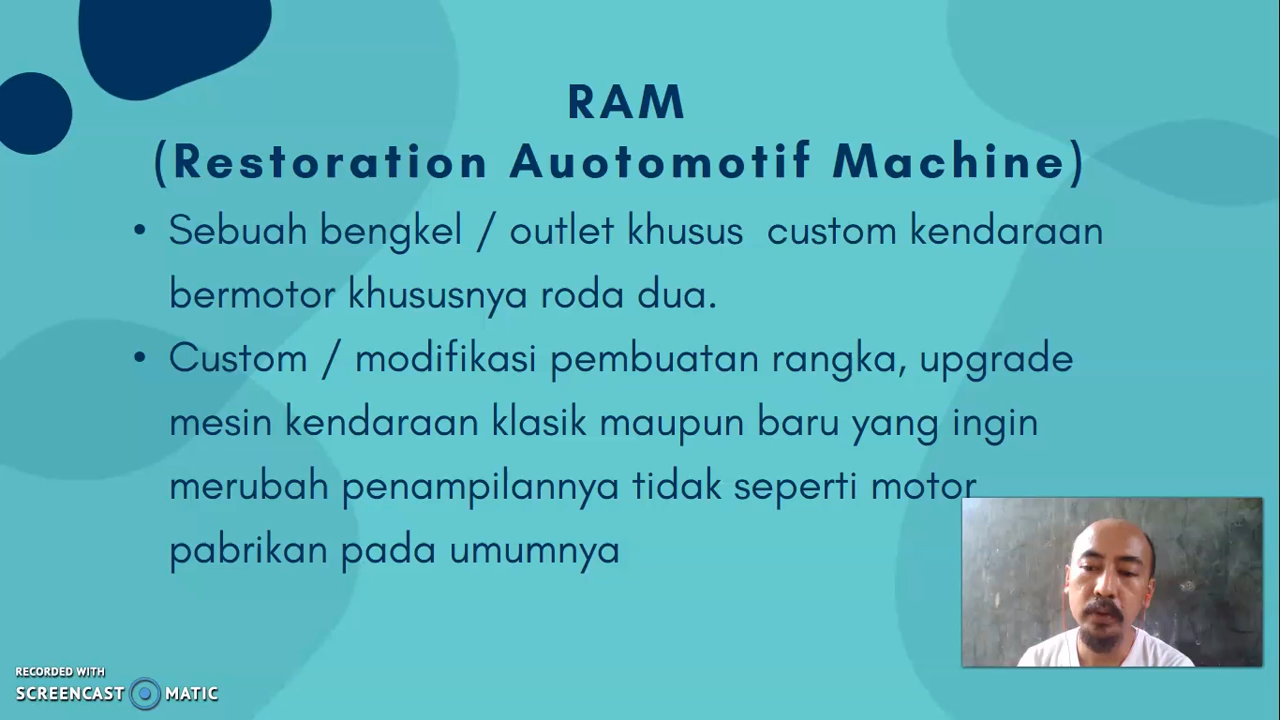 RAM
(Restoration Auotomotif Machine)
• Sebuah bengkel / outlet khusus custom kendaraan
bermotor khususnya roda dua.
• Custom / modifikasi pembuatan rangka, upgrade
mesin kendaraan klasik maupun baru yang ingin
merubah penampilannya tidak seperti motor
pabrikan pada umumnya
RECORDED WITH
SCREENCAST MATIC